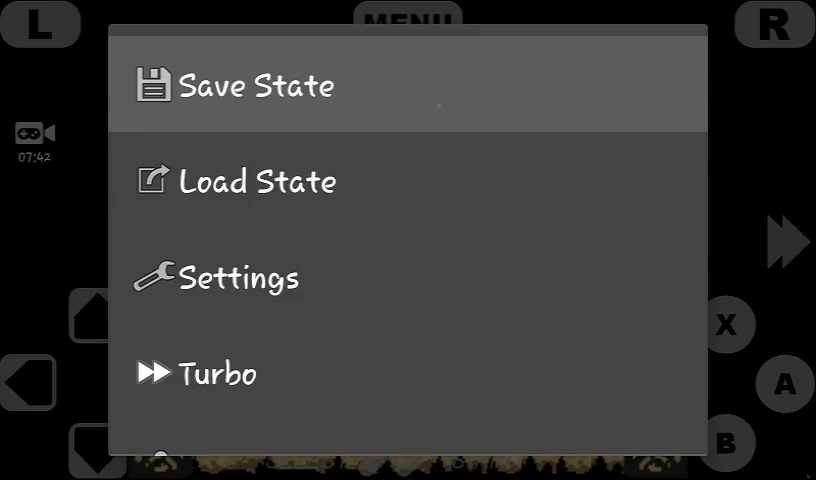 L
MENU
R
Save State
07:42
Load State
Settings
X
Turbo
A
B